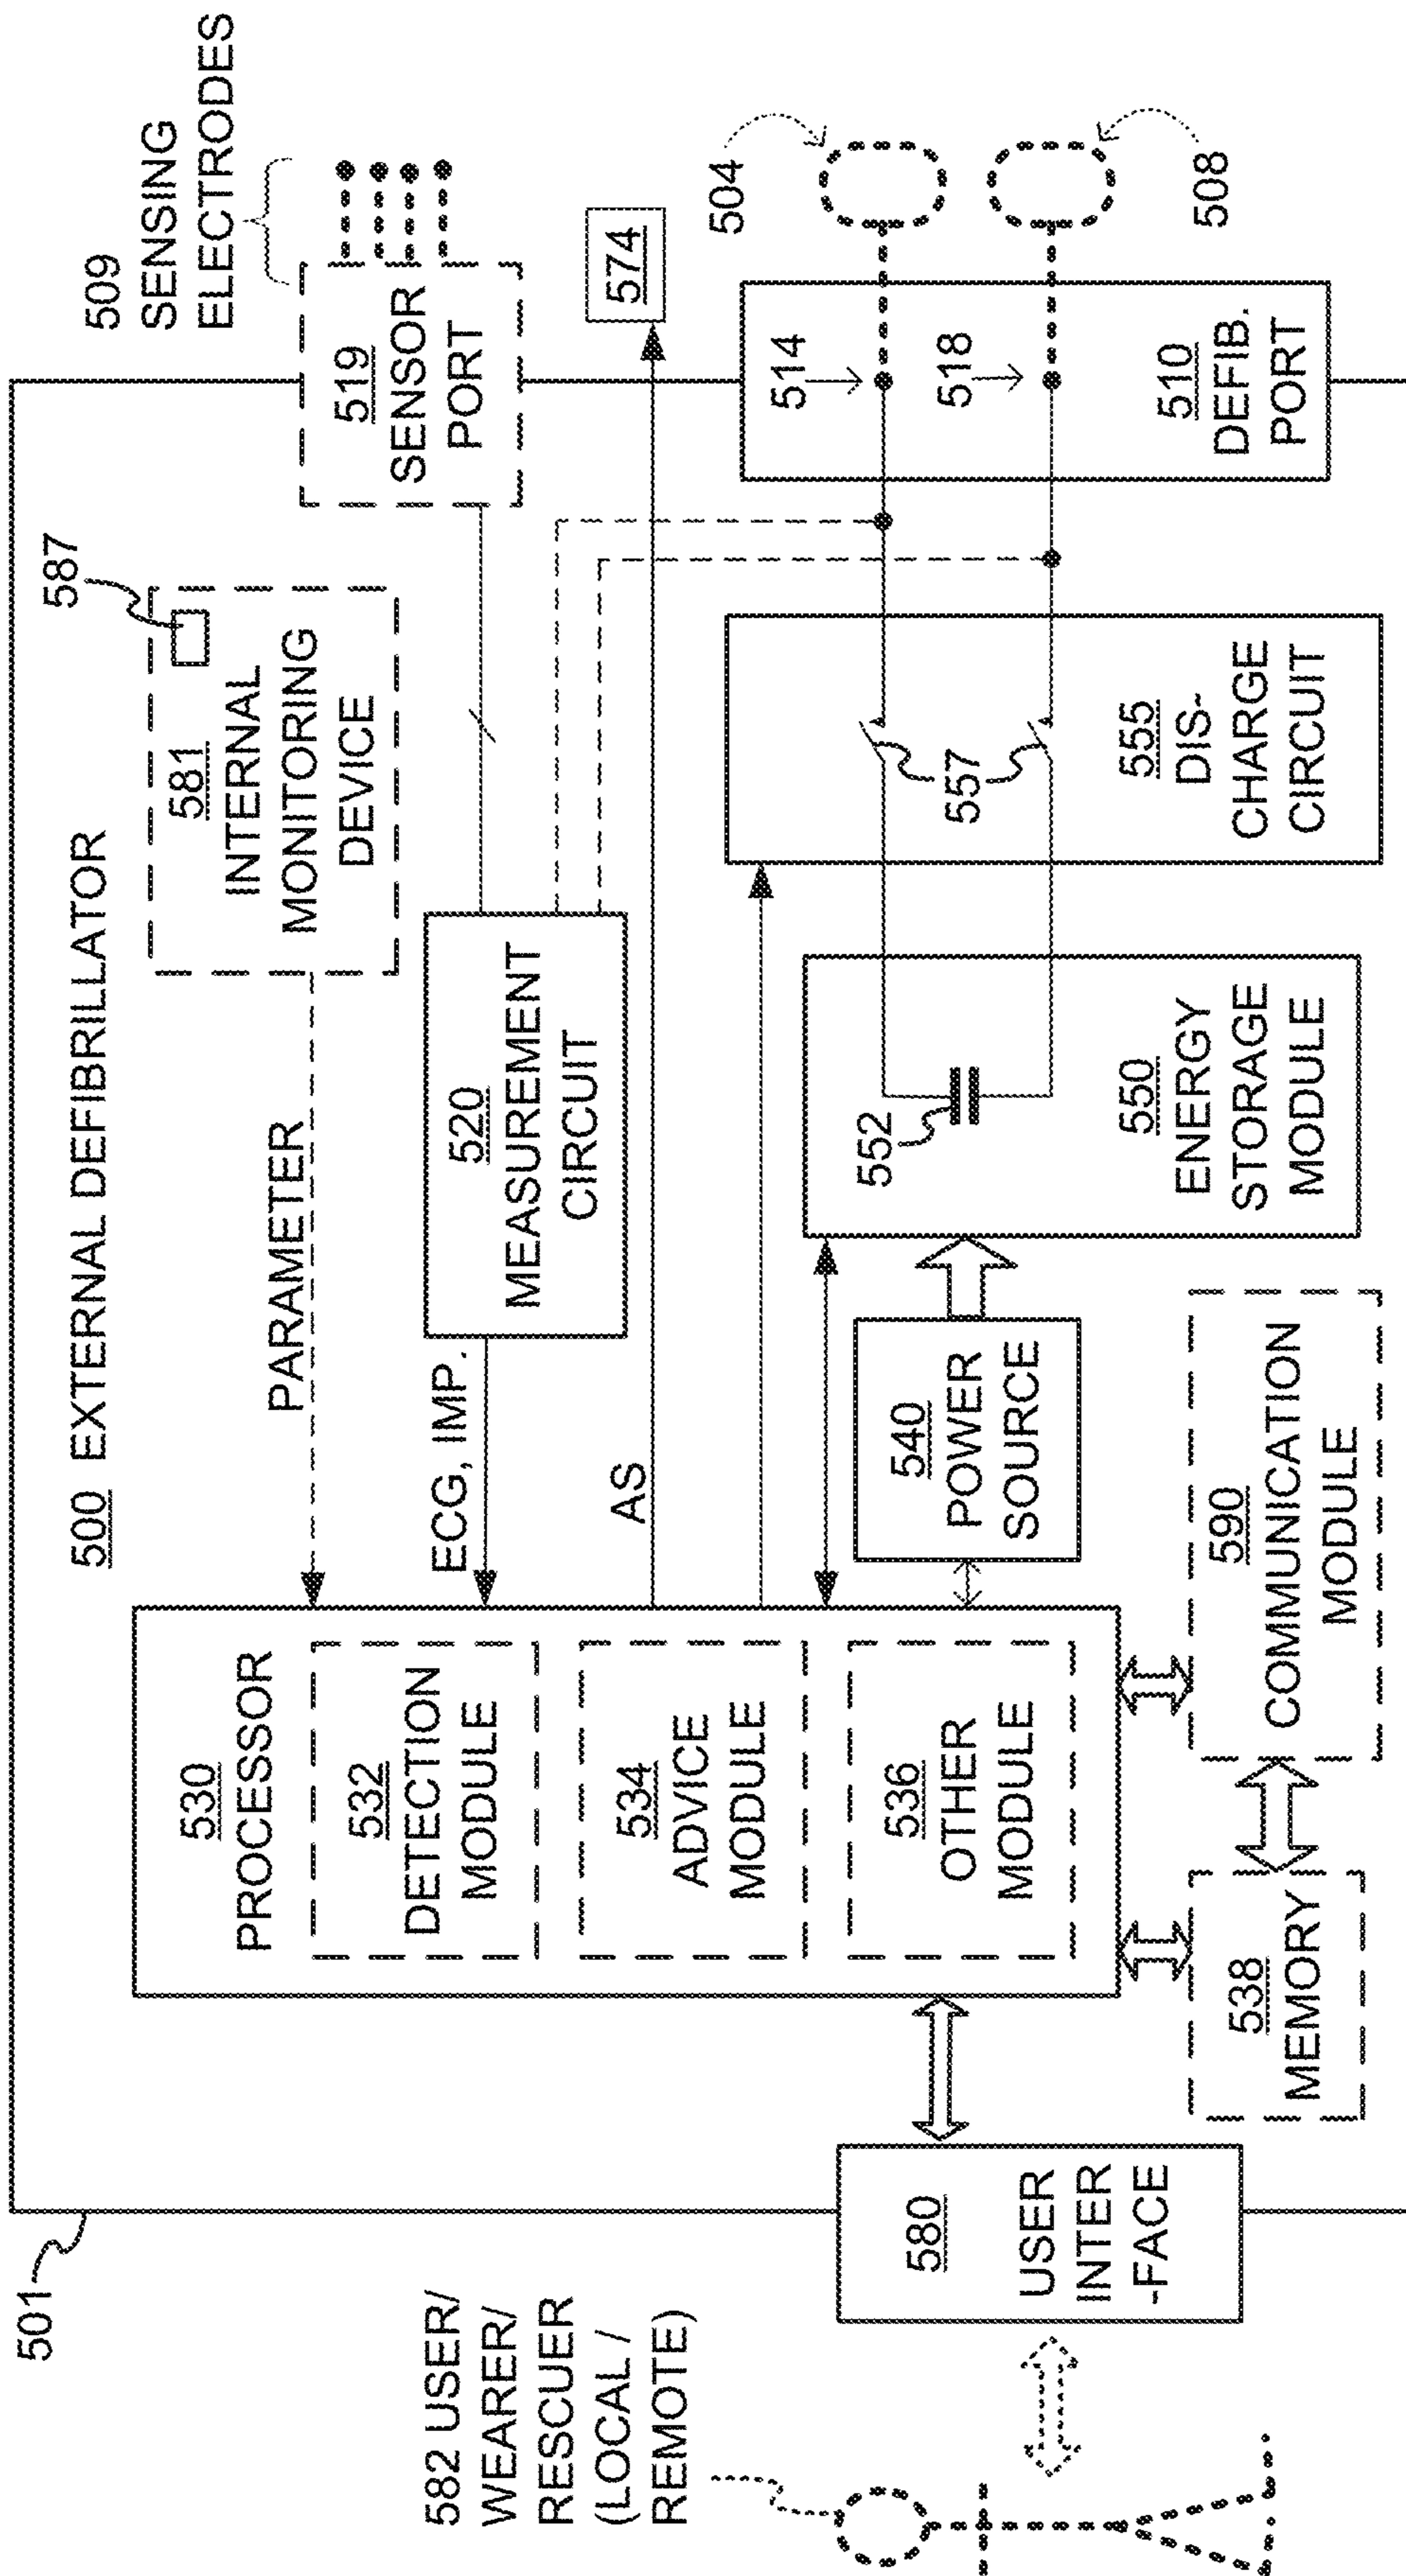 501
500 EXTERNAL DEFIBRILLATOR
587
581
INTERNAL
MONITORING
DEVICE
509
SENSING
ELECTRODES
519
SENSOR
PORT
PARAMETER
530
PROCESSOR
532
DETECTION
MODULE
534
ADVICE
MODULE
536
OTHER
MODULE
ECG, IMP.
520
MEASUREMENT
CIRCUIT
AS
574
582 USER/
WEARER/
RESCUER
(LOCAL /
REMOTE)
580
USER
INTER
-FACE
540
POWER
SOURCE
552
550
ENERGY
STORAGE
MODULE
557
555
DIS-
CHARGE
CIRCUIT
514
518
510
DEFIB.
PORT
504
508
538
MEMORY
590
COMMUNICATION
MODULE